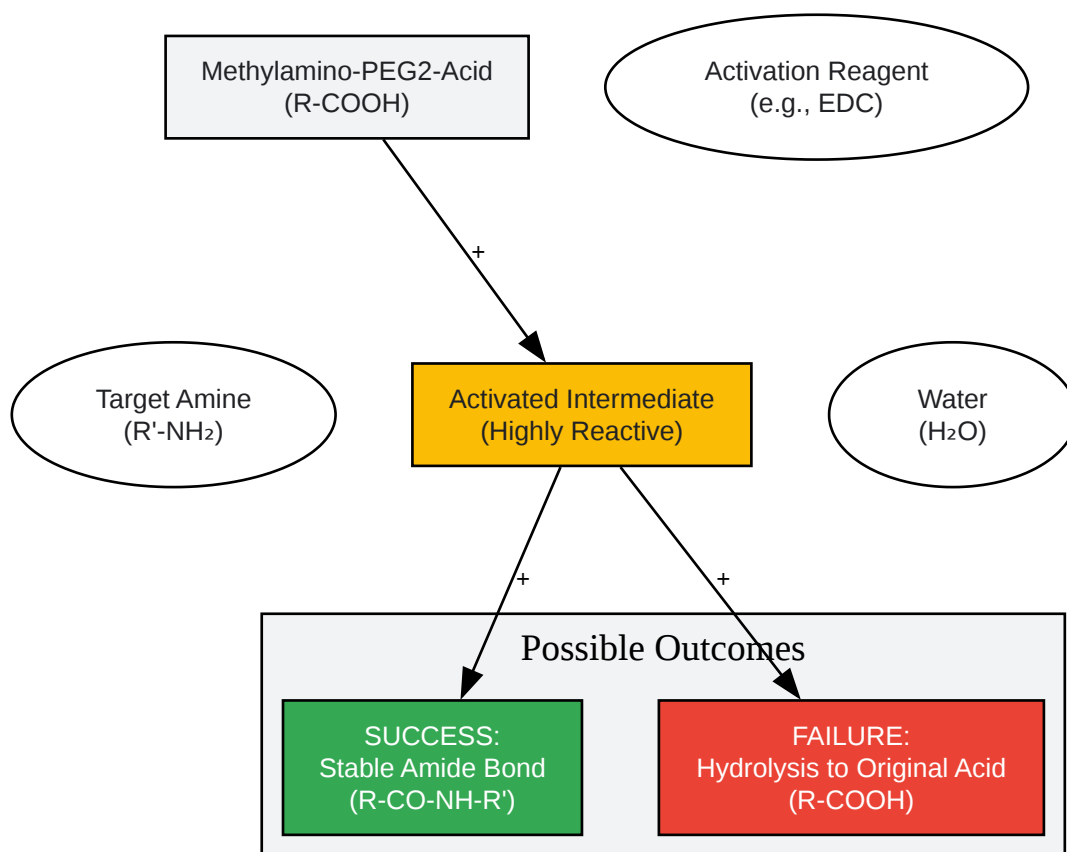 Methylamino-PEG2-Acid
(R-COOH)
Activation Reagent
(e.g., EDC)
+
Target Amine
(R'-NH₂)
Activated Intermediate
(Highly Reactive)
Water
(H₂O)
+
+
Possible Outcomes
SUCCESS:
Stable Amide Bond
(R-CO-NH-R')
FAILURE:
Hydrolysis to Original Acid
(R-COOH)